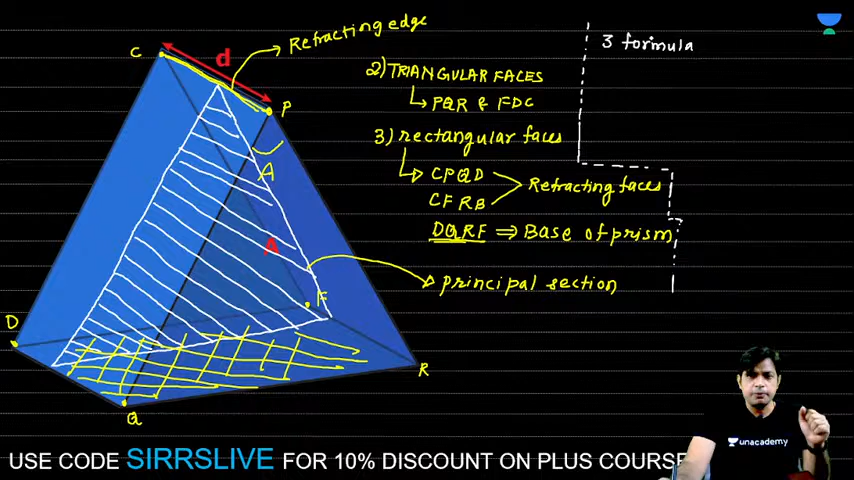 Refracting edge
3 formula
C
d
2) TRIANGULAR FACES
PQR & FDC
P
3) rectangular faces
A
CPQD
Refracting faces
CFRB
DQRF ⇒ Base of prism
A
principal section
F
D
R
Q
unacademy
USE CODE SIRRSLIVE FOR 10% DISCOUNT ON PLUS COURSE